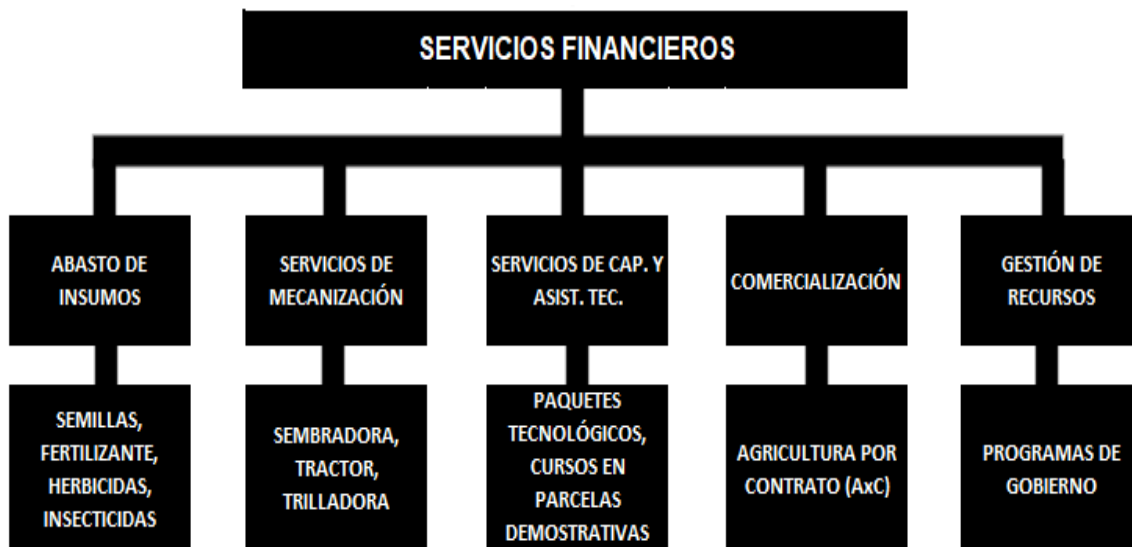 SERVICIOS FINANCIEROS
ABASTO DE
INSUMOS
SERVICIOS DE
MECANIZACIÓN
SERVICIOS DE CAP. Y
ASIST. TEC.
COMERCIALIZACIÓN
GESTIÓN DE
RECURSOS
SEMILLAS,
FERTILIZANTE,
HERBICIDAS,
INSECTICIDAS
SEMBRADORA,
TRACTOR,
TRILLADORA
PAQUETES
TECNOLÓGICOS,
CURSOS EN
PARCELAS
DEMOSTRATIVAS
AGRICULTURA POR
CONTRATO (AxC)
PROGRAMAS DE
GOBIERNO